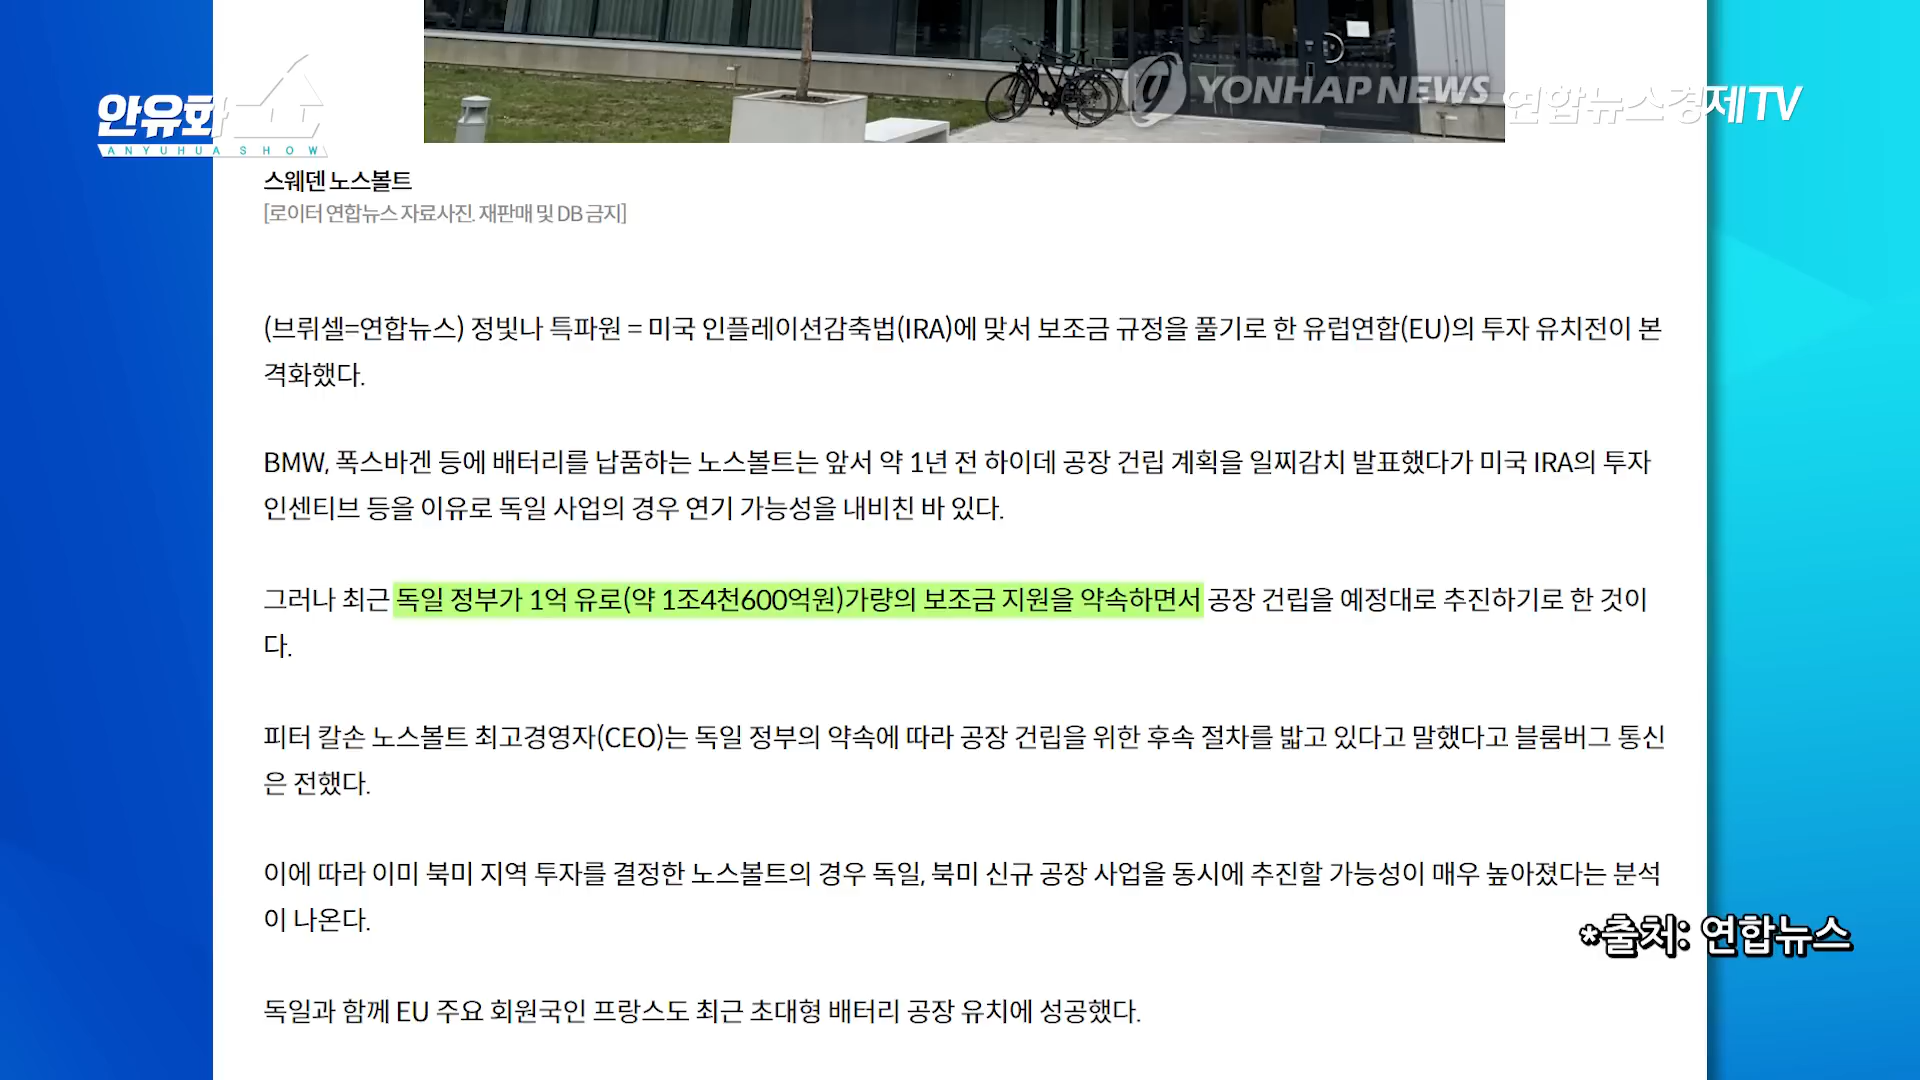 안유화쇼
ANYUHUA SHOW
YONHAP NEWS
연합뉴스경제TV
스웨덴 노스볼트
[로이터 연합뉴스 자료사진. 재판매 및 DB 금지]
(브뤼셀=연합뉴스) 정빛나 특파원 = 미국 인플레이션감축법(IRA)에 맞서 보조금 규정을 풀기로 한 유럽연합(EU)의 투자 유치전이 본
격화했다.
BMW, 폭스바겐 등에 배터리를 납품하는 노스볼트는 앞서 약 1년 전 하이데 공장 건립 계획을 일찌감치 발표했다가 미국 IRA의 투자
인센티브 등을 이유로 독일 사업의 경우 연기 가능성을 내비친 바 있다.
그러나 최근 독일 정부가 1억 유로(약 1조4천600억원)가량의 보조금 지원을 약속하면서 공장 건립을 예정대로 추진하기로 한 것이
다.
피터 칼손 노스볼트 최고경영자(CEO)는 독일 정부의 약속에 따라 공장 건립을 위한 후속 절차를 밟고 있다고 말했다고 블룸버그 통신
은 전했다.
이에 따라 이미 북미 지역 투자를 결정한 노스볼트의 경우 독일, 북미 신규 공장 사업을 동시에 추진할 가능성이 매우 높아졌다는 분석
이 나온다.
*출처: 연합뉴스
독일과 함께 EU 주요 회원국인 프랑스도 최근 초대형 배터리 공장 유치에 성공했다.